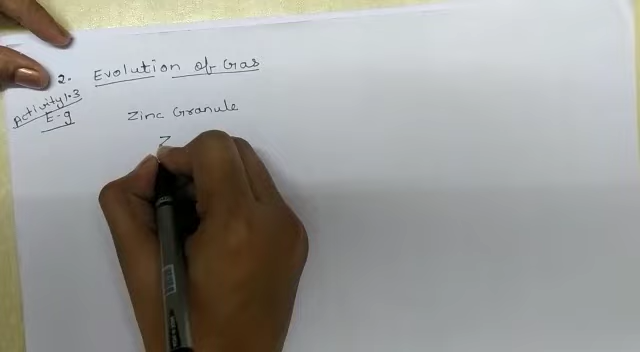 2. Evolution of Gas
Activity 1.3
E-g
Zinc Granule
Z